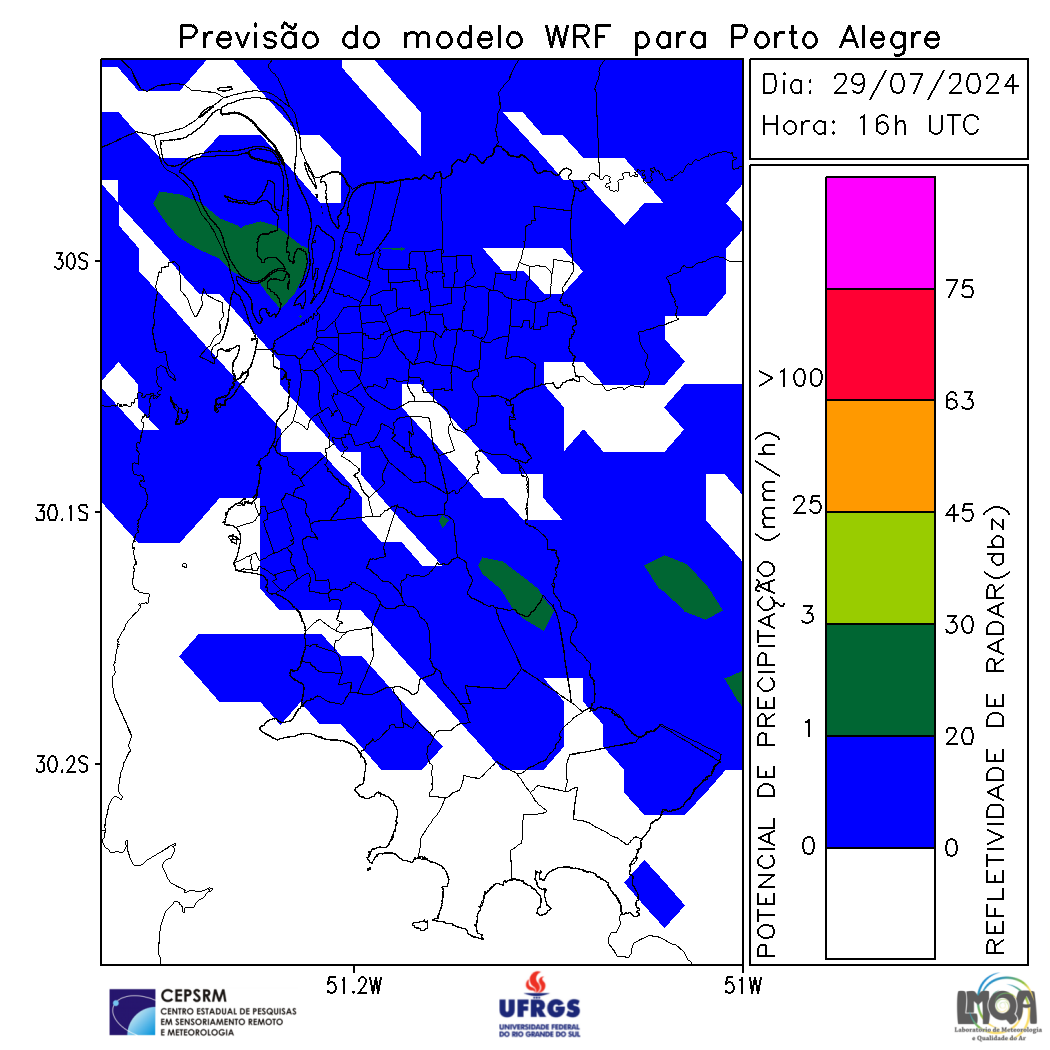 Previsão do modelo WRF para Porto Alegre
Dia: 29/07/2024
Hora: 16h UTC
30S
30.1S
30.2S
51.2W
51W
POTENCIAL DE PRECIPITAÇÃO (mm/h)
>100
25
3
1
0
75
63
45
30
20
0
REFLETIVIDADE DE RADAR(dbz)
CEPSRM
CENTRO ESTADUAL DE PESQUISAS
EM SENSORIAMENTO REMOTO
E METEOROLOGIA
UFRGS
UNIVERSIDADE FEDERAL
DO RIO GRANDE DO SUL
LMQA
Laboratório de Meteorologia
e Qualidade do Ar